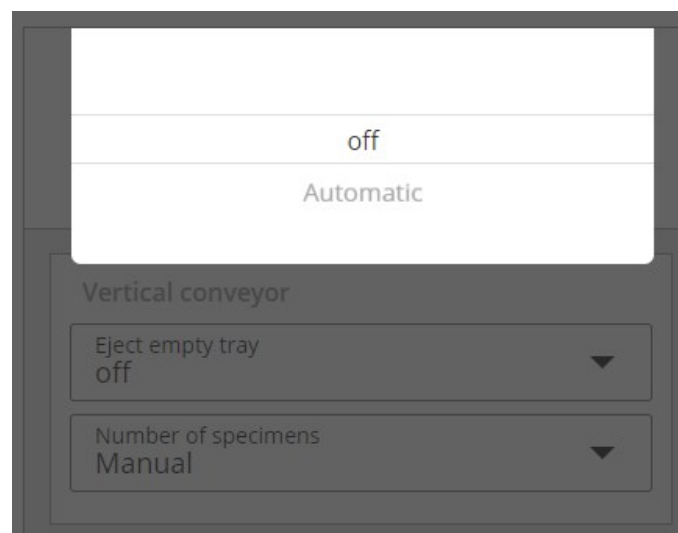 off
Automatic
Vertical conveyor
Eject empty tray
off
Number of specimens
Manual